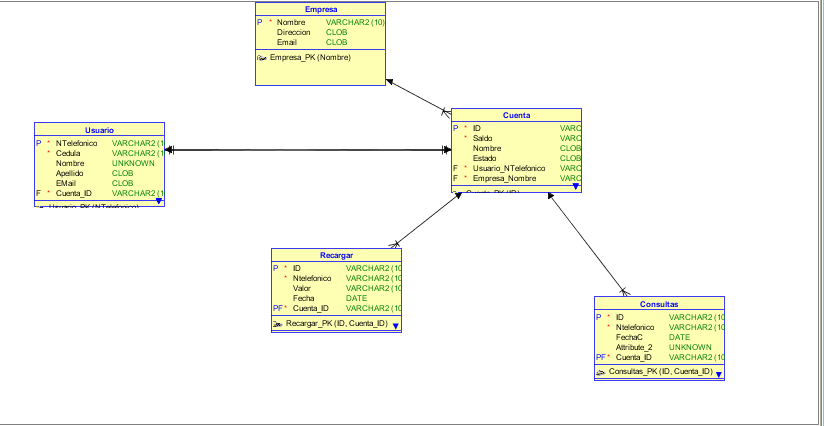 Empresa
P * Nombre VARCHAR2 (10)
Direccion CLOB
Email CLOB
Empresa_PK (Nombre)
Usuario
P * NTelefonico VARCHAR2 (1
* Cedula VARCHAR2 (1
Nombre UNKNOWN
Apellido CLOB
EMail CLOB
F * Cuenta_ID VARCHAR2 (1
Usuario_PK (NTelefonico)
Cuenta
P * ID VARC
* Saldo VARC
Nombre CLOB
Estado CLOB
F * Usuario_NTelefonico VARC
F * Empresa_Nombre VARC
Cuenta_PK (ID)
Recargar
P * ID VARCHAR2 (10
* Ntelefonico VARCHAR2 (10
Valor VARCHAR2 (10
Fecha DATE
PF * Cuenta_ID VARCHAR2 (10
Recargar_PK (ID, Cuenta_ID)
Consultas
P * ID VARCHAR2 (10
* Ntelefonico VARCHAR2 (10
FechaC DATE
Attribute_2 UNKNOWN
PF * Cuenta_ID VARCHAR2 (10
Consultas_PK (ID, Cuenta_ID)